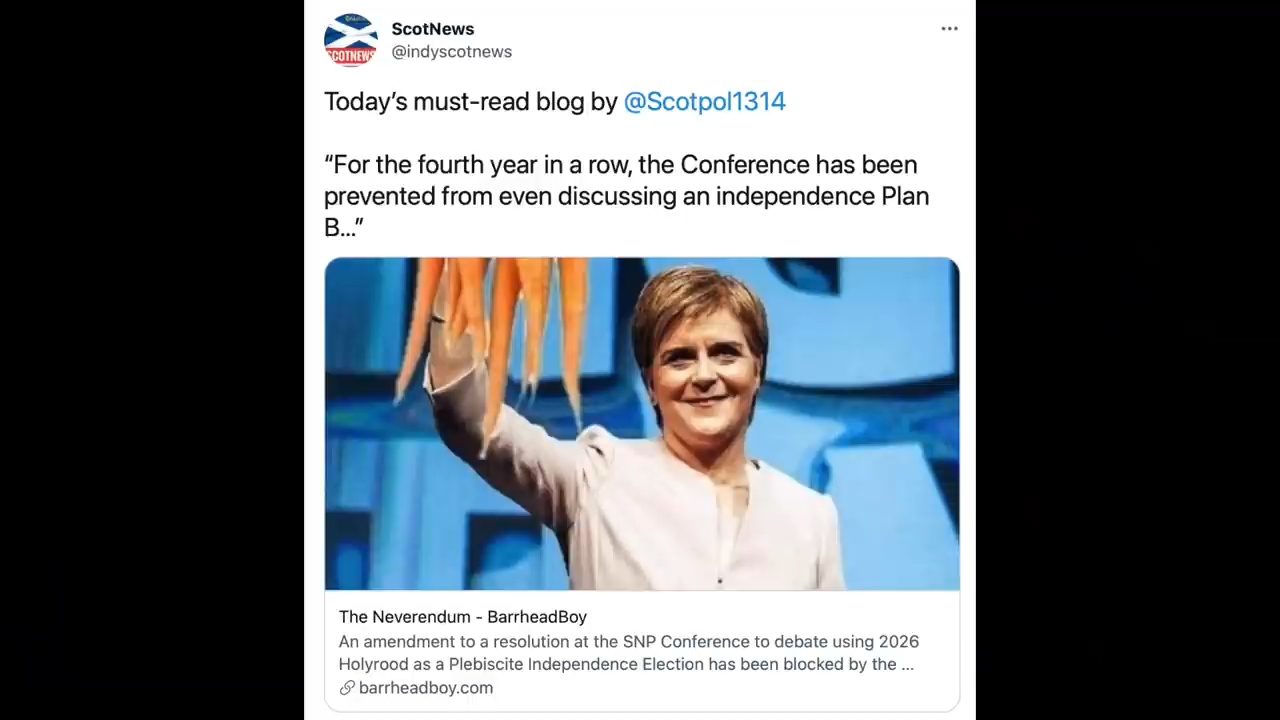 ScotNews
@indyscotnews
SCOTNEWS
Today’s must-read blog by @Scotpol1314
“For the fourth year in a row, the Conference has been
prevented from even discussing an independence Plan
B...”
The Neverendum - BarrheadBoy
An amendment to a resolution at the SNP Conference to debate using 2026
Holyrood as a Plebiscite Independence Election has been blocked by the ...
barrheadboy.com